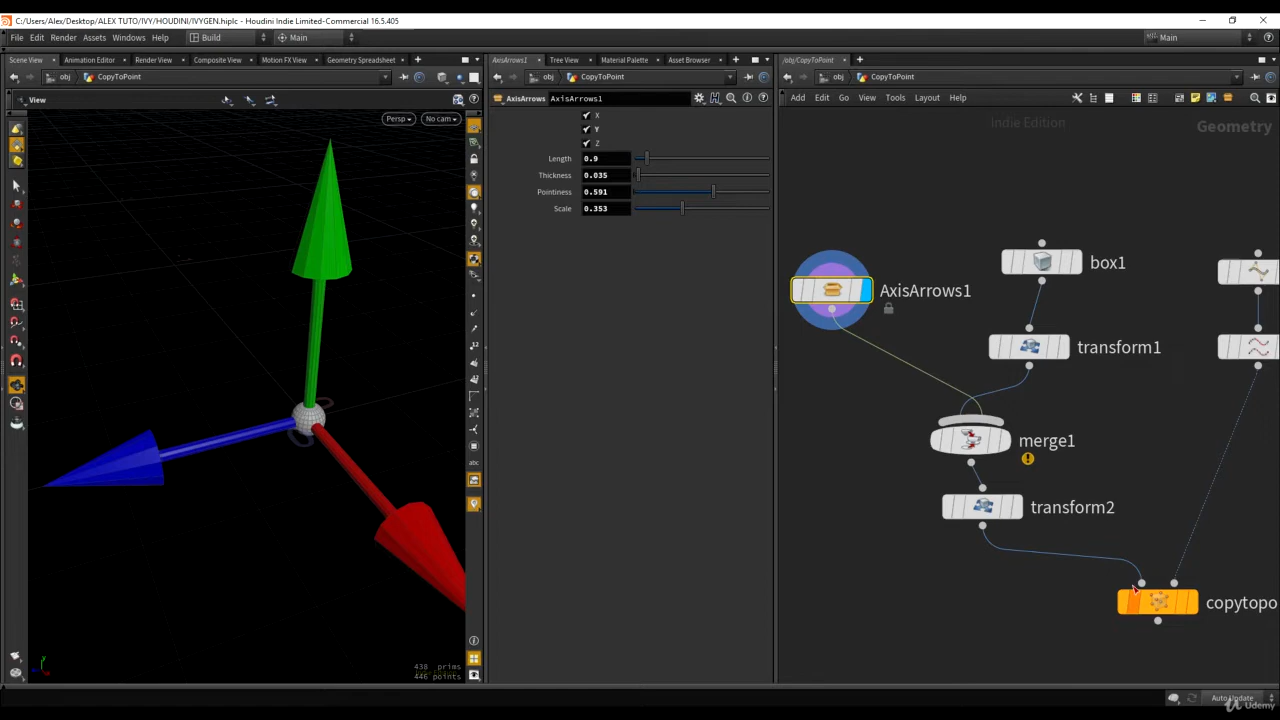 C:/Users/Alex/Desktop/ALEX TUTO/IVY/HOUDINI/IVYGEN.hiplc - Houdini Indie Limited-Commercial 16.5.405
File Edit Render Assets Windows Help Build Main Main
Scene View Animation Editor Render View Composite View Motion FX View Geometry Spreadsheet
obj CopyToPoint
View
Persp No cam
438 prims
446 points
AxisArrows1 Tree View Material Palette Asset Browser
obj CopyToPoint
AxisArrows AxisArrows1
X
Y
Z
Length 0.9
Thickness 0.035
Pointiness 0.591
Scale 0.353
/obj/CopyToPoint
obj CopyToPoint
Add Edit Go View Tools Layout Help
Indie Edition
Geometry
box1
AxisArrows1
transform1
merge1
transform2
copytopo
Auto Update
Udemy